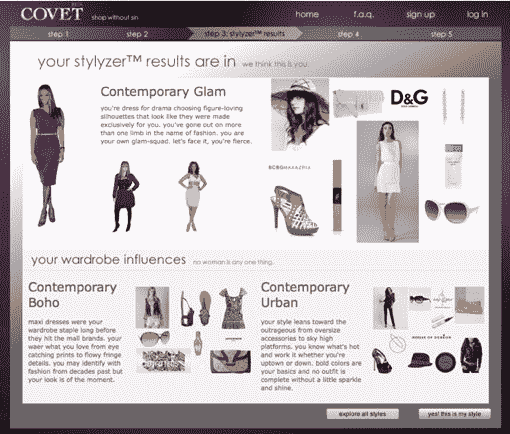 COVET
shop without sin
home f.a.q. sign up log in
step 1 step 2 step 3: stylyzer™ results step 4 step 5
your stylyzer™ results are in we think this is you.
Contemporary Glam
you're dress for drama choosing figure-loving
silhouettes that look like they were made
exclusively for you. you've gone out on more
than one limb in the name of fashion. you are
your own glam-squad. let's face it, you're fierce.
D&G
BCBGMAXAZRIA
your wardrobe influences no woman is any one thing.
Contemporary
Boho
maxi dresses were your
wardrobe staple long before
they hit the mall brands. your
waer what you love from eye
catching prints to flowy fringe
details. you may identify with
fashion from decades past but
your look is of the moment.
Contemporary
Urban
your style leans toward the
outrageous from oversize
accessories to sky high
platforms. you know what's hot
and work it whether you're
uptown or down. bold colors are
your basics and no outfit is
complete without a little sparkle
and shine.
HOUSE OF DEREON
explore all styles yes! this is my style